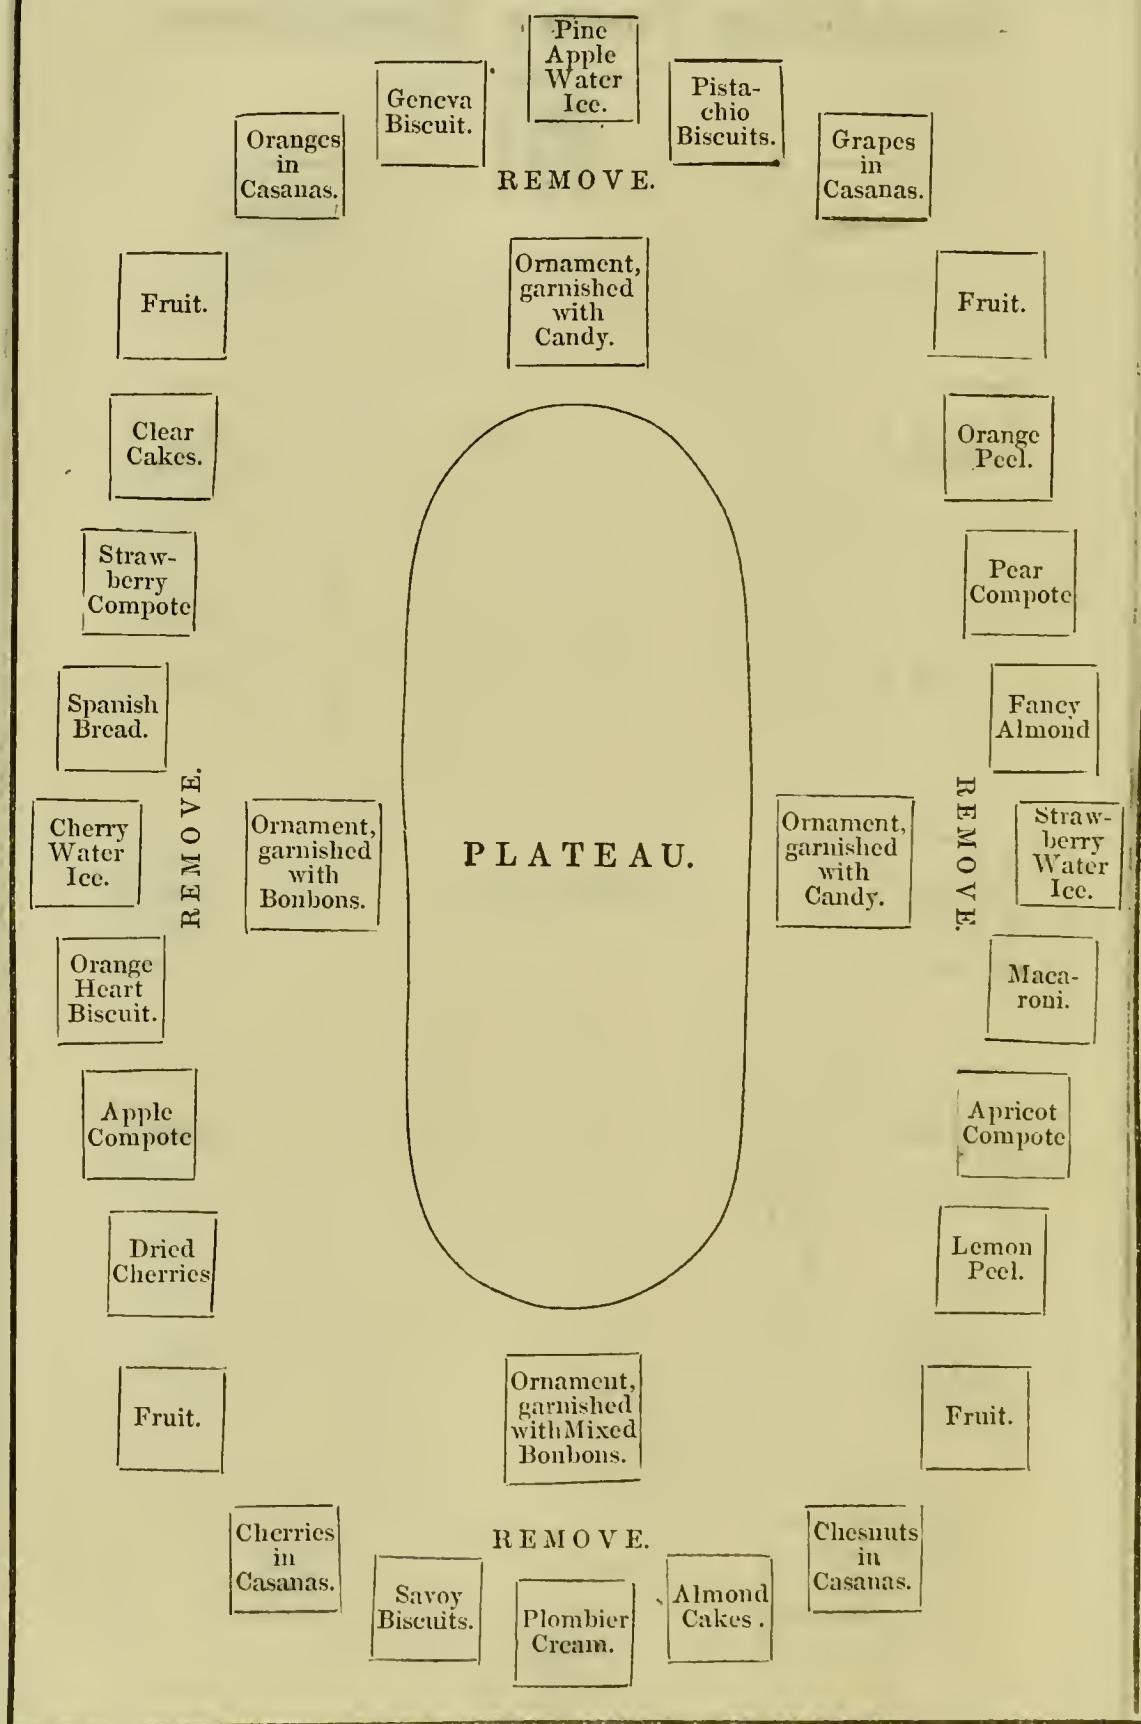 Pine
Apple
Water
Ice.
Geneva
Biscuit.
Pista-
chio
Biscuits.
Oranges
in
Casanas.
Grapes
in
Casanas.
REMOVE.
Ornament,
garnished
with
Candy.
Fruit.
Fruit.
Clear
Cakes.
Orange
Peel.
Straw-
berry
Compote
Pear
Compote
Spanish
Bread.
Fancy
Almond
REMOVE.
REMOVE.
Cherry
Water
Ice.
Ornament,
garnished
with
Bonbons.
PLATEAU.
Ornament,
garnished
with
Candy.
Straw-
berry
Water
Ice.
Orange
Heart
Biscuit.
Maca-
roni.
Apple
Compote
Apricot
Compote
Dried
Cherries
Lemon
Peel.
Fruit.
Ornament,
garnished
with Mixed
Bonbons.
Fruit.
Cherries
in
Casanas.
REMOVE.
Chesnuts
in
Casanas.
Savoy
Biscuits.
Plombier
Cream.
Almond
Cakes.